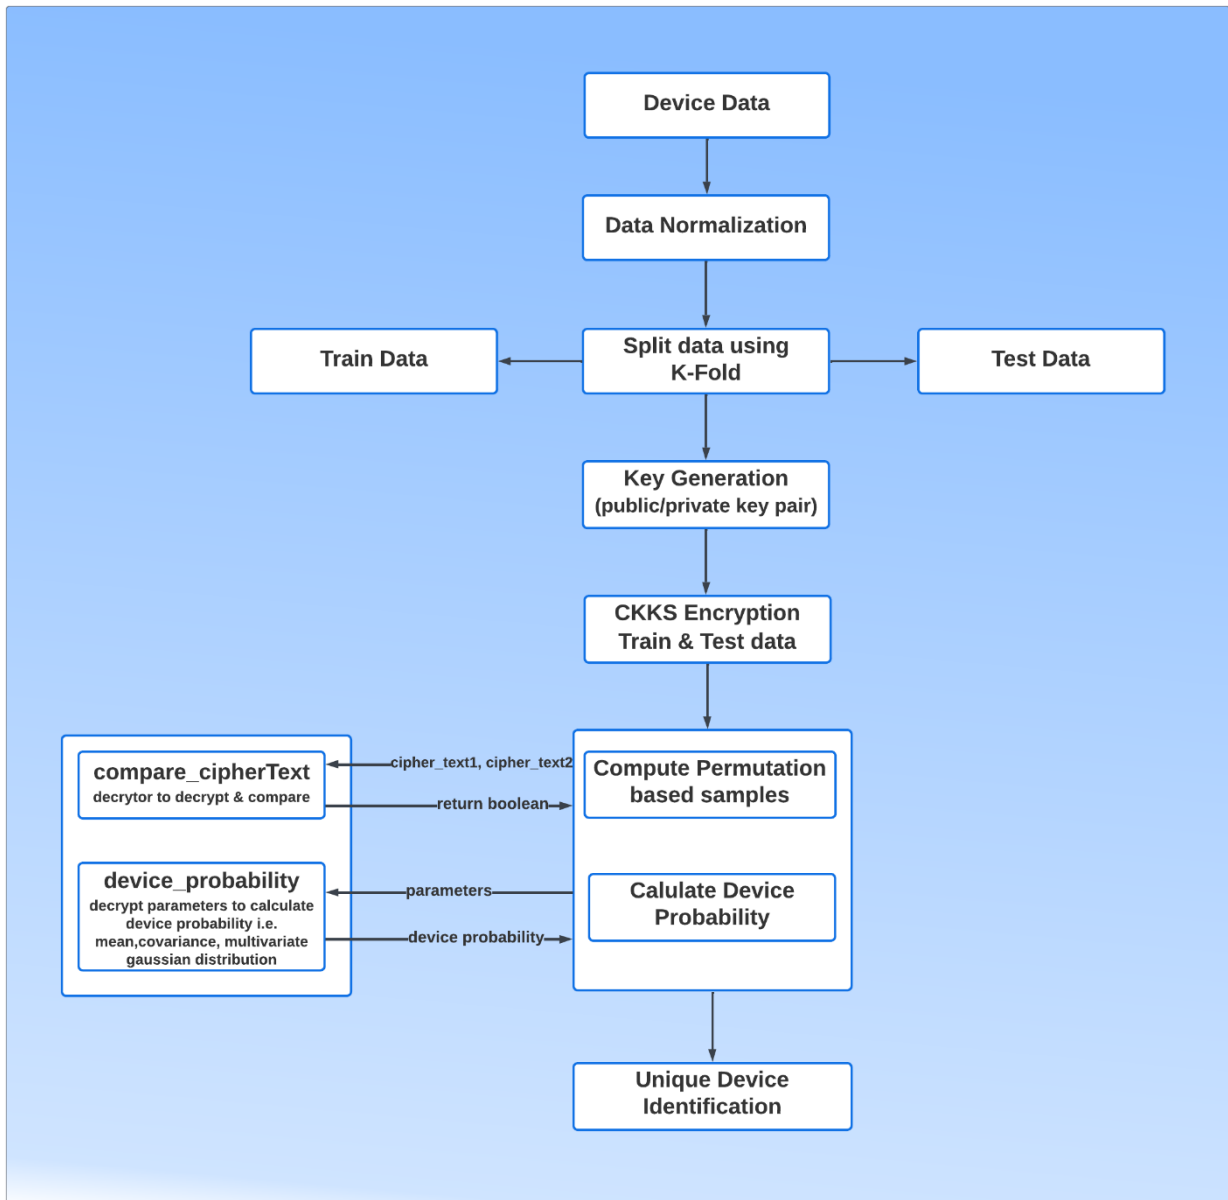 Device Data
Data Normalization
Train Data
Split data using
K-Fold
Test Data
Key Generation
(public/private key pair)
CKKS Encryption
Train & Test data
compare_cipherText
decrytor to decrypt & compare
cipher_text1, cipher_text2
return boolean
Compute Permutation
based samples
device_probability
decrypt parameters to calculate
device probability i.e.
mean,covariance, multivariate
gaussian distribution
parameters
device probability
Calulate Device
Probability
Unique Device
Identification